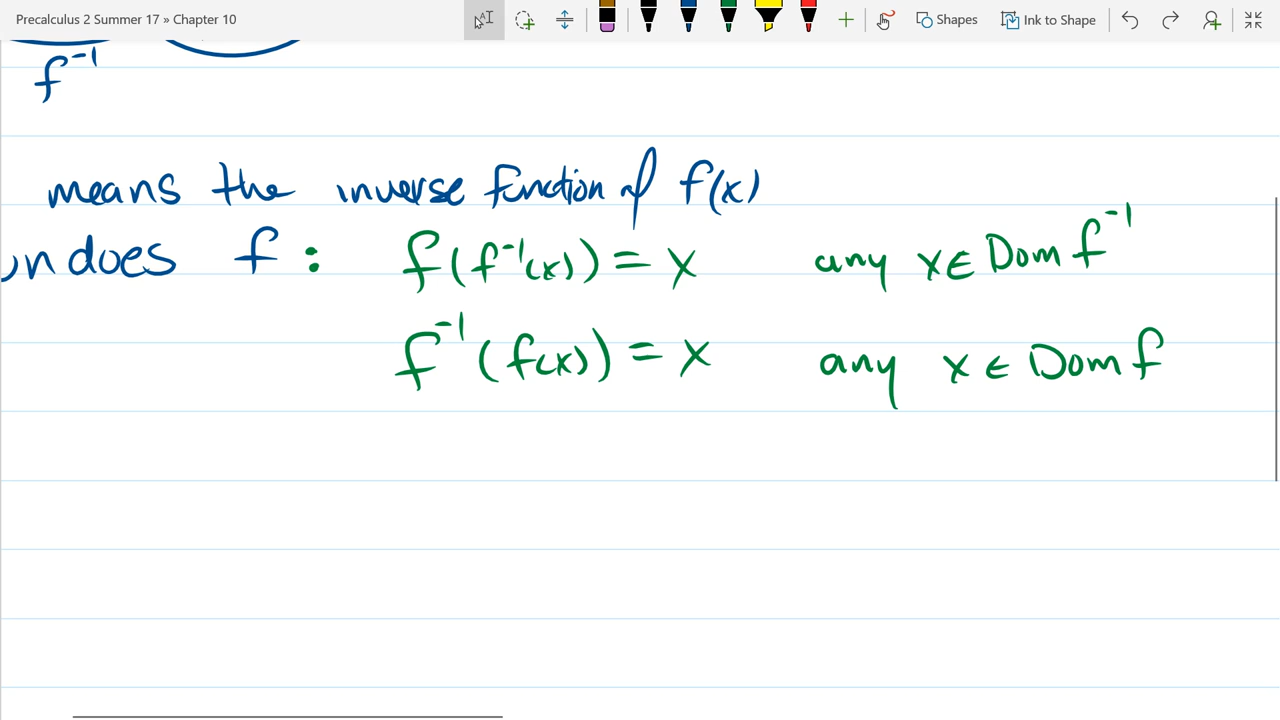 Precalculus 2 Summer 17 » Chapter 10
Shapes
Ink to Shape
f⁻¹
means the inverse function of f(x)
undoes f : f(f⁻¹(x)) = x any x ∈ Dom f⁻¹
f⁻¹(f(x)) = x any x ∈ Dom f